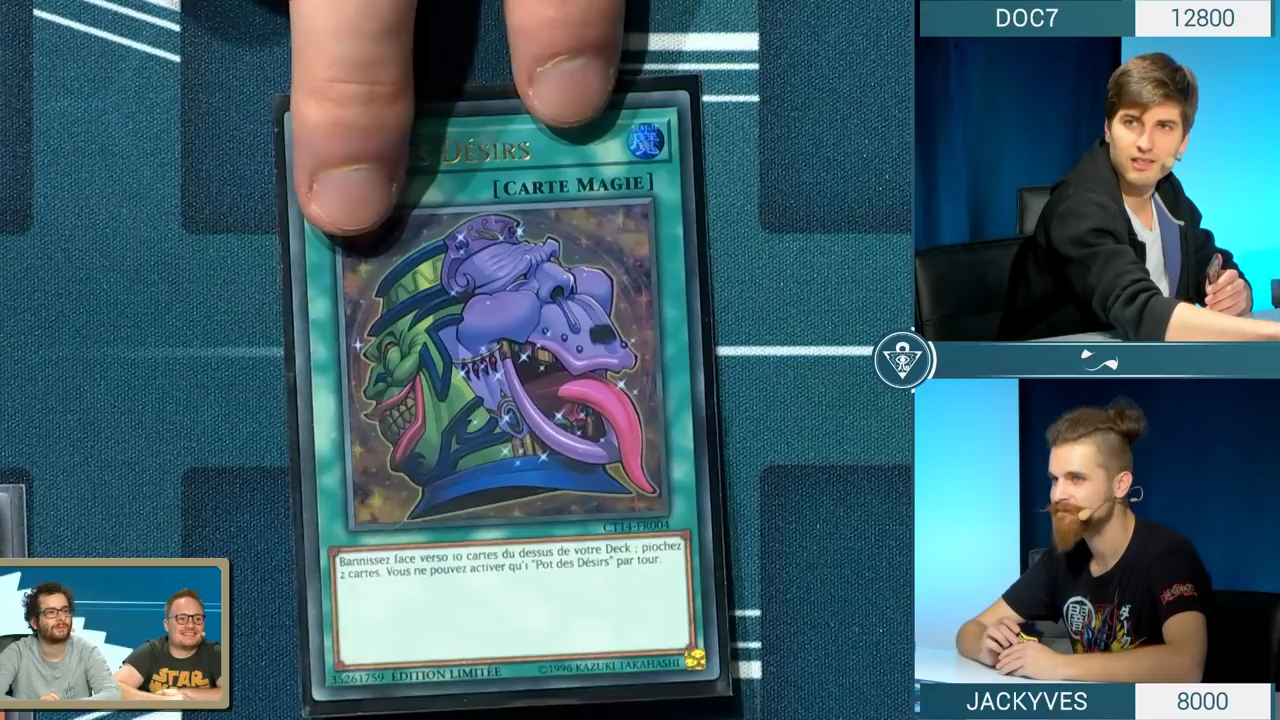 DOC7
12800
DÉSIRS
[CARTE MAGIE]
CT14-FR004
Bannissez face verso 10 cartes du dessus de votre Deck ; piochez
2 cartes. Vous ne pouvez activer qu'1 "Pot des Désirs" par tour.
35261759 EDITION LIMITÉE ©1996 KAZUKI TAKAHASHI
STAR
JACKYVES
8000